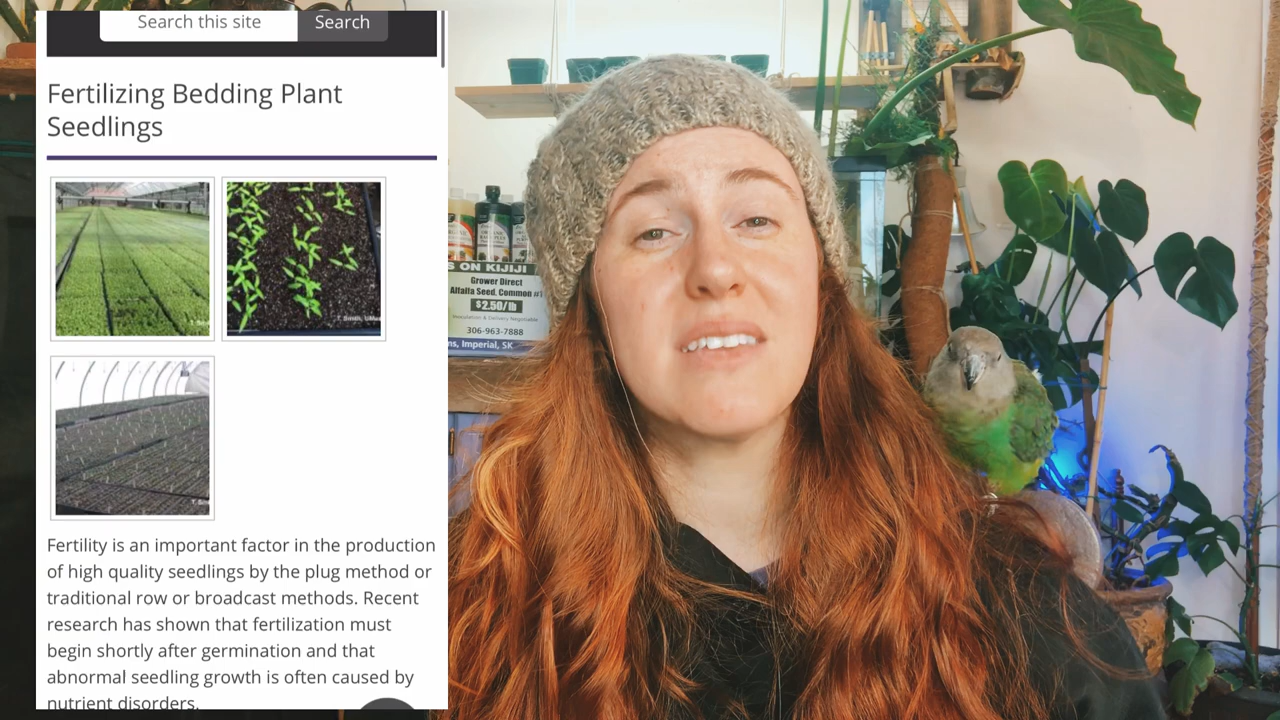 Search this site
Search
Fertilizing Bedding Plant
Seedlings
Fertility is an important factor in the production
of high quality seedlings by the plug method or
traditional row or broadcast methods. Recent
research has shown that fertilization must
begin shortly after germination and that
abnormal seedling growth is often caused by
nutrient disorders.
S ON KIJIJI
Grower Direct
Alfalfa Seed, Common #1
$2.50/lb
306-963-7888
ns, Imperial, SK